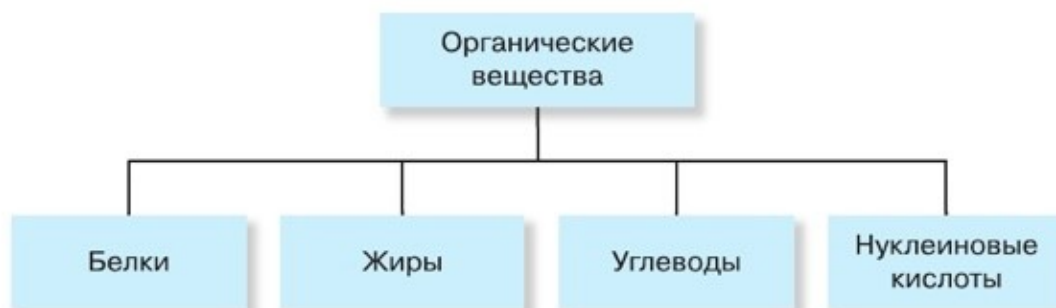 Органические
вещества
Белки
Жиры
Углеводы
Нуклеиновые
кислоты